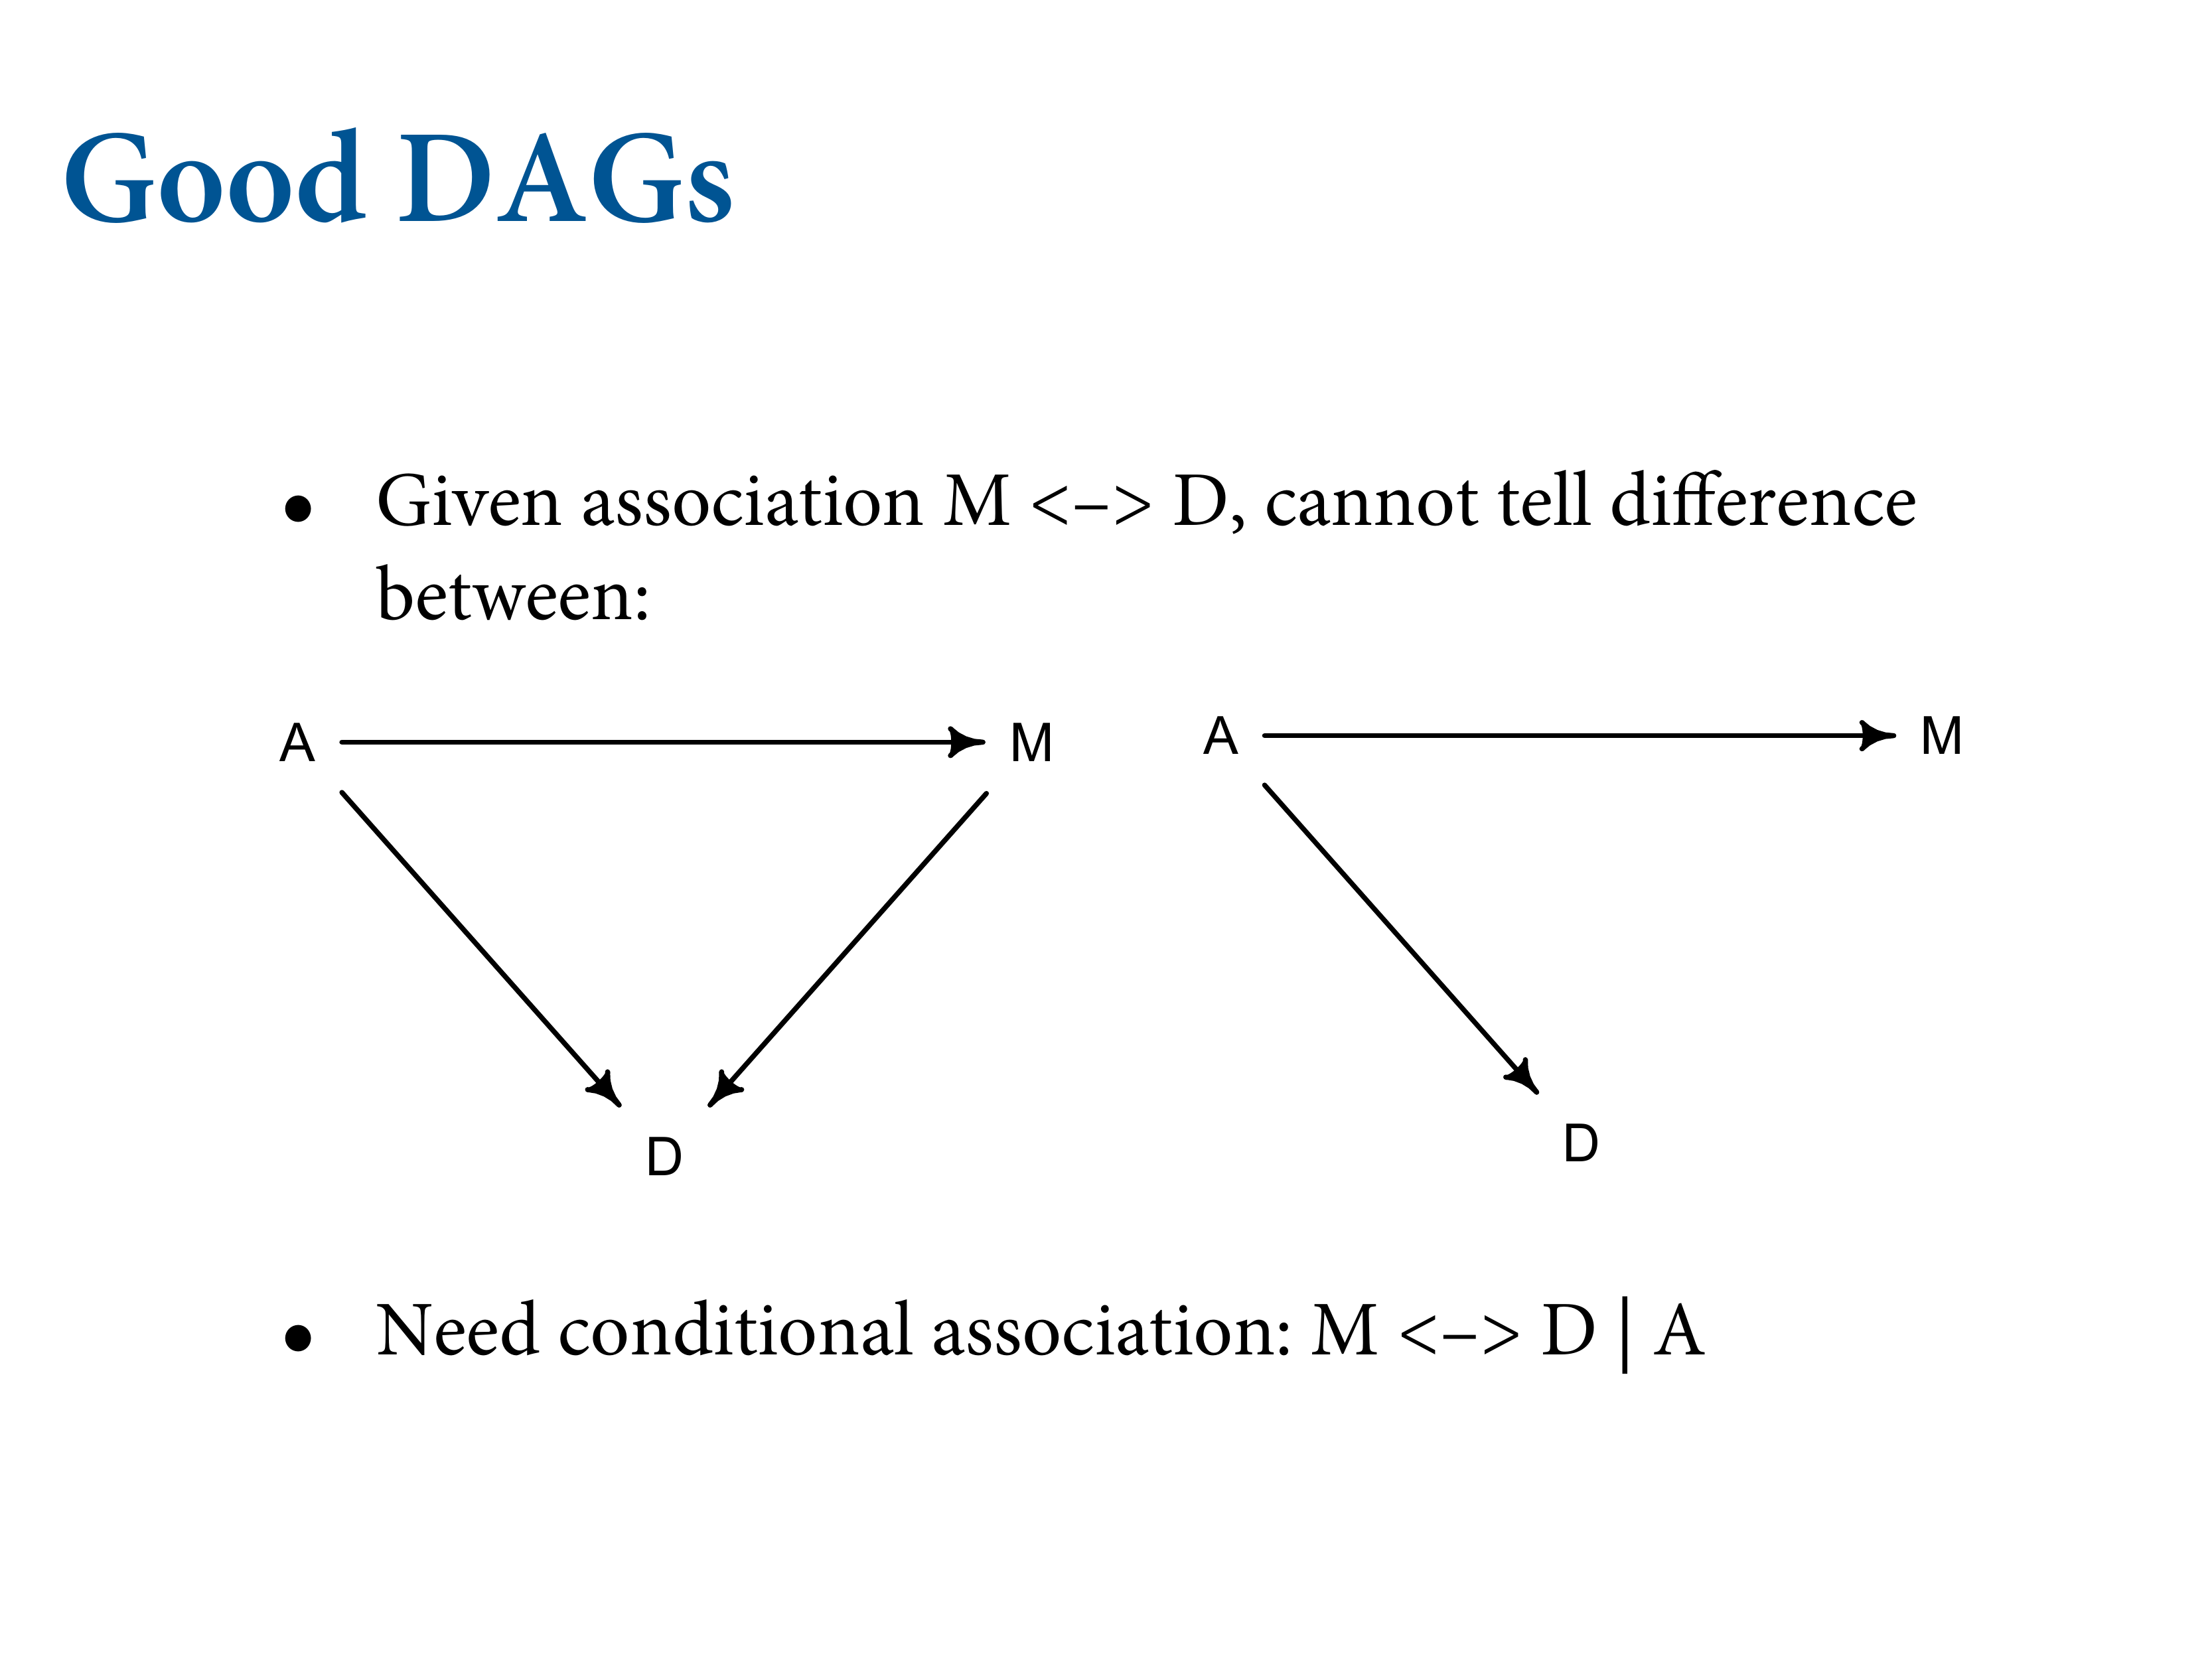 Good DAGs
• Given association M <–> D, cannot tell difference
between:
A M A M
D D
• Need conditional association: M <–> D | A